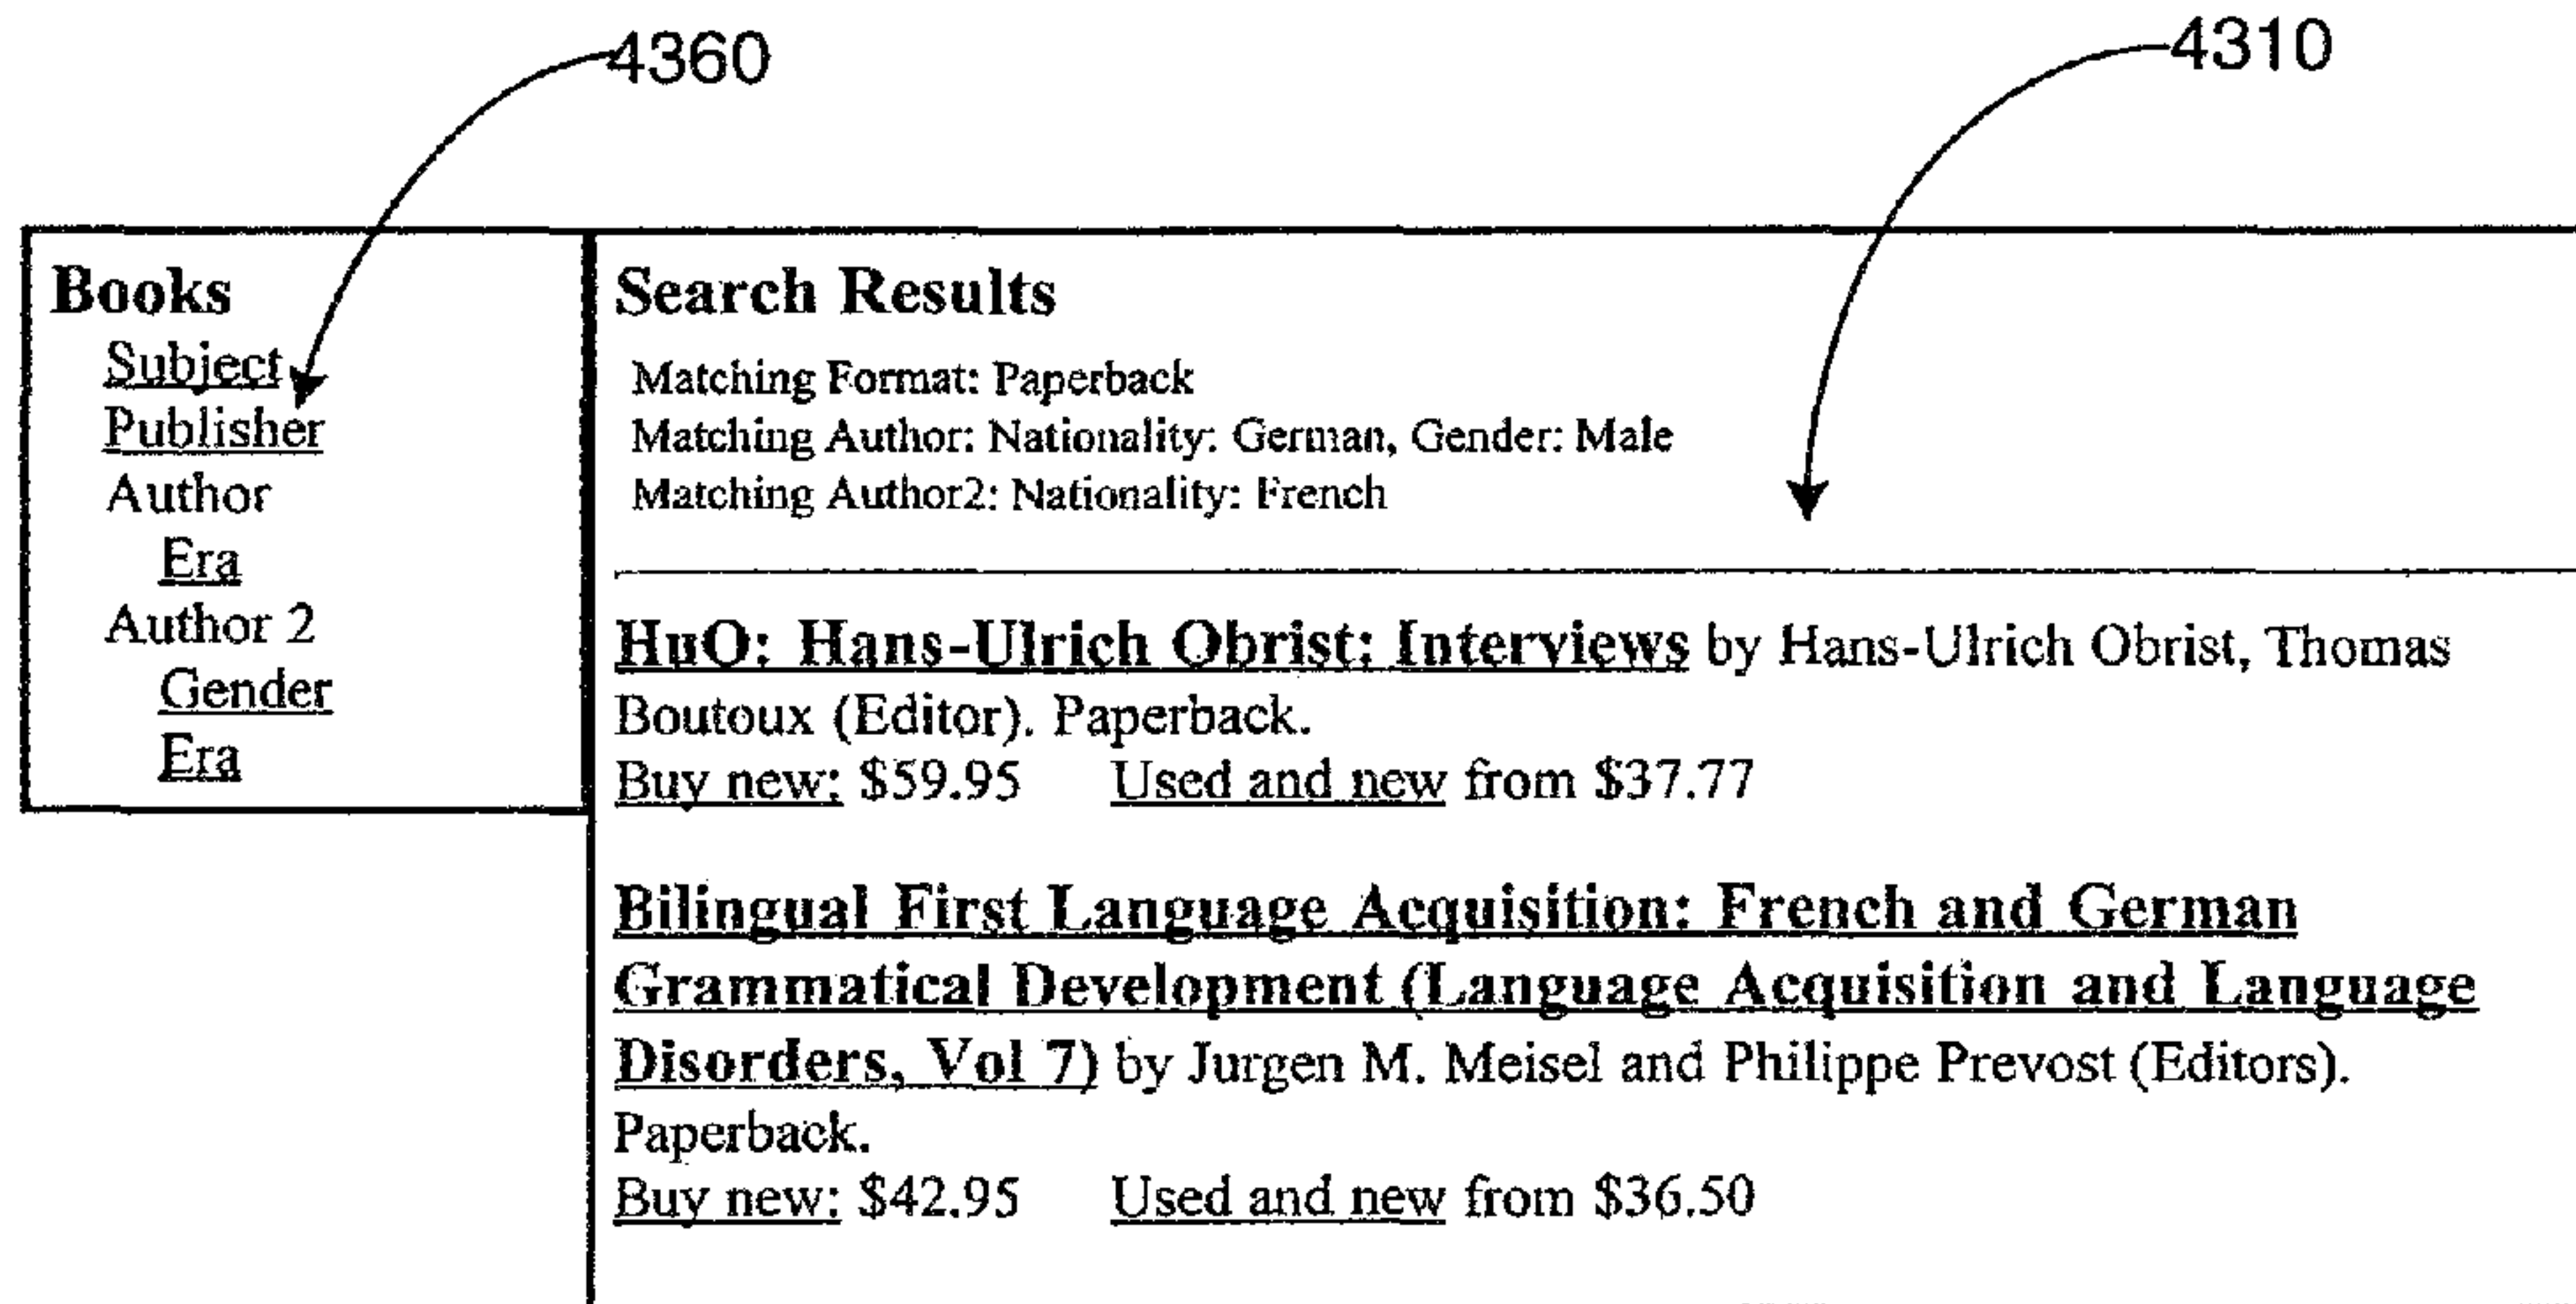 4360
4310
Books
Subject
Publisher
Author
Era
Author 2
Gender
Era
Search Results
Matching Format: Paperback
Matching Author: Nationality: German, Gender: Male
Matching Author2: Nationality: French
HuO: Hans-Ulrich Obrist: Interviews by Hans-Ulrich Obrist, Thomas
Boutoux (Editor). Paperback.
Buy new: $59.95 Used and new from $37.77
Bilingual First Language Acquisition: French and German
Grammatical Development (Language Acquisition and Language
Disorders, Vol 7) by Jurgen M. Meisel and Philippe Prevost (Editors).
Paperback.
Buy new: $42.95 Used and new from $36.50